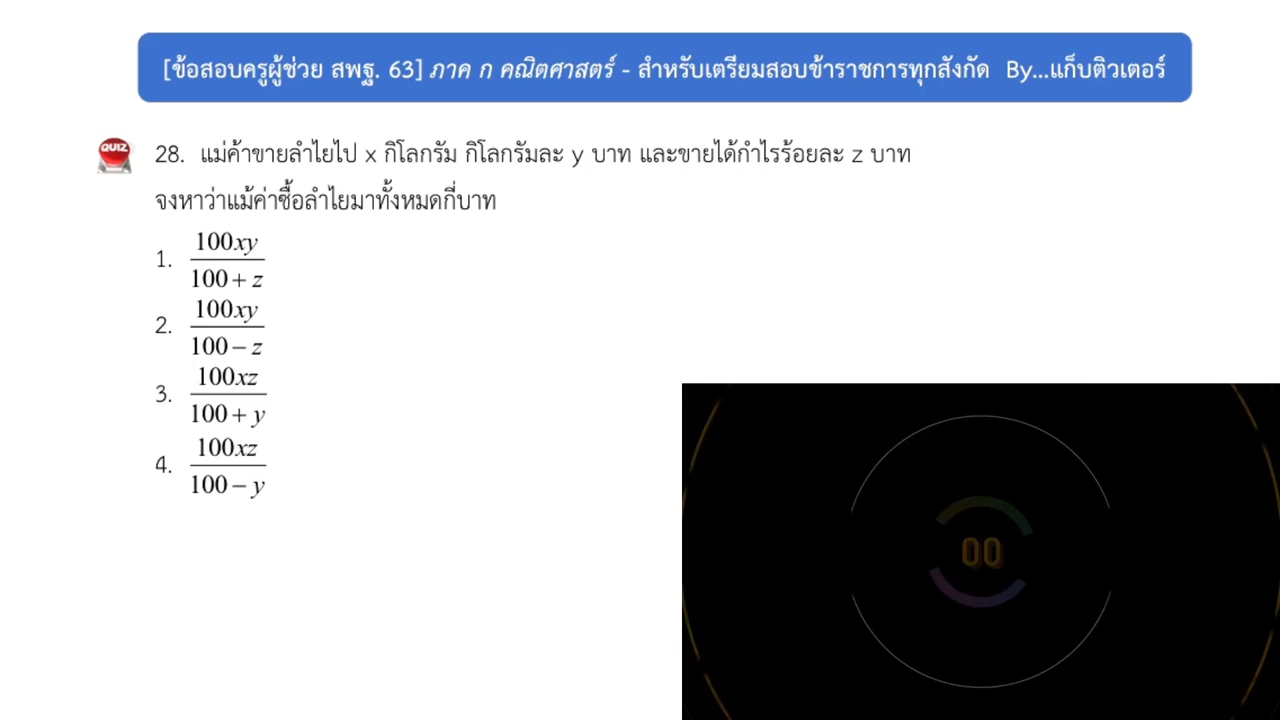 [ข้อสอบครูผู้ช่วย สพฐ. 63] ภาค ก คณิตศาสตร์ - สำหรับเตรียมสอบข้าราชการทุกสังกัด By...แก็บติวเตอร์
QUIZ
28. แม่ค้าขายลำไยไป x กิโลกรัม กิโลกรัมละ y บาท และขายได้กำไรร้อยละ z บาท
จงหาว่าแม้ค่าซื้อลำไยมาทั้งหมดกี่บาท
1. 100xy
100 + z
2. 100xy
100 − z
3. 100xz
100 + y
4. 100xz
100 − y
00